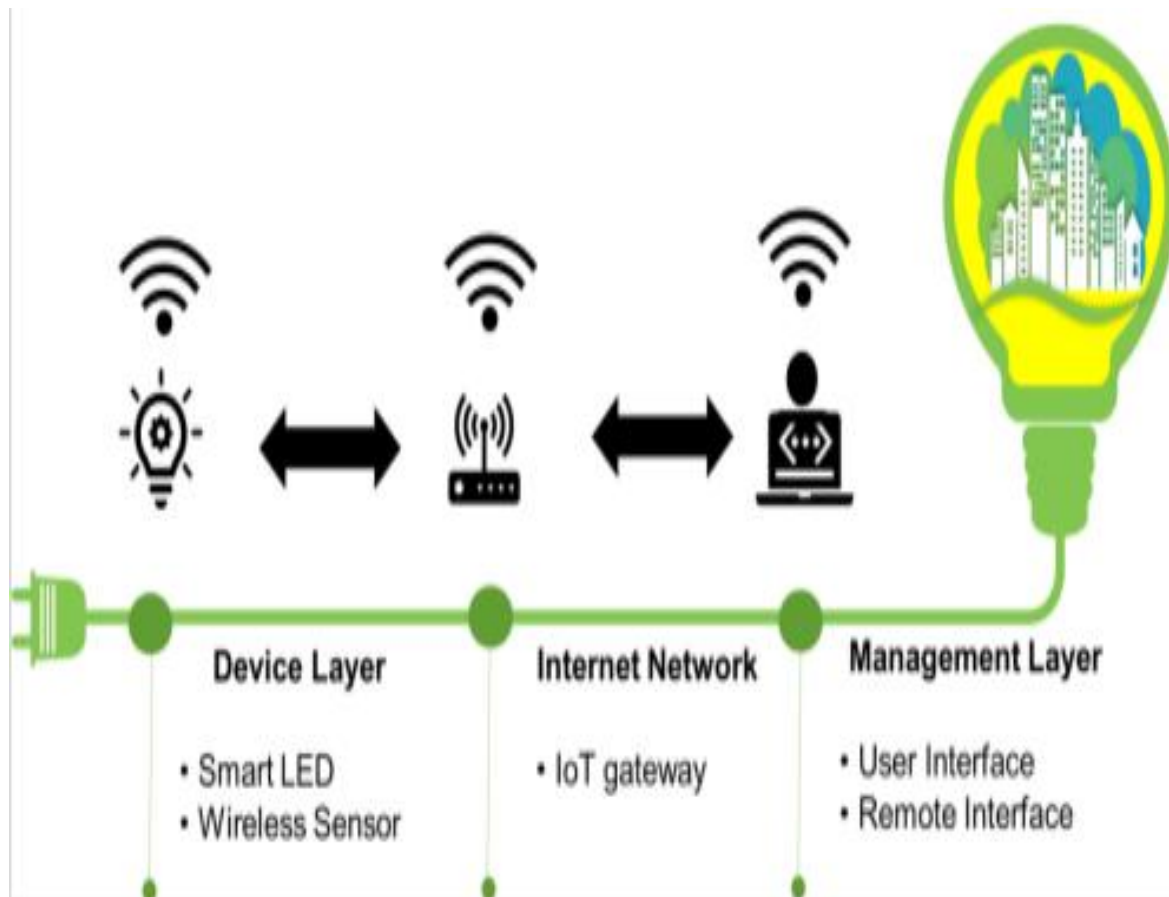 Device Layer
• Smart LED
• Wireless Sensor
Internet Network
• IoT gateway
Management Layer
• User Interface
• Remote Interface